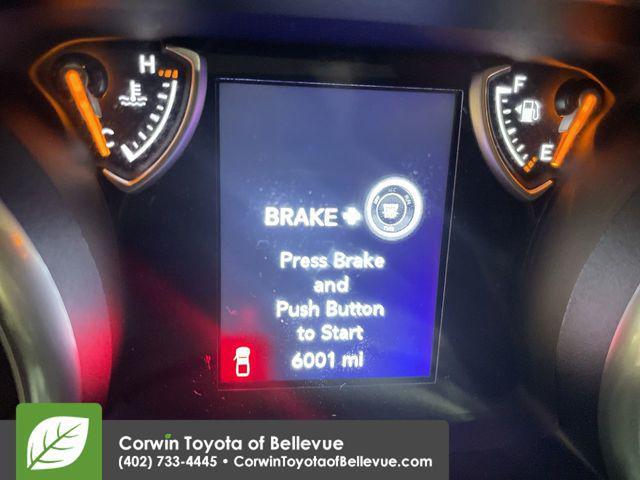 H
C
F
E
BRAKE +
Press Brake
and
Push Button
to Start
6001 mi
Corwin Toyota of Bellevue
(402) 733-4445 • CorwinToyotaofBellevue.com